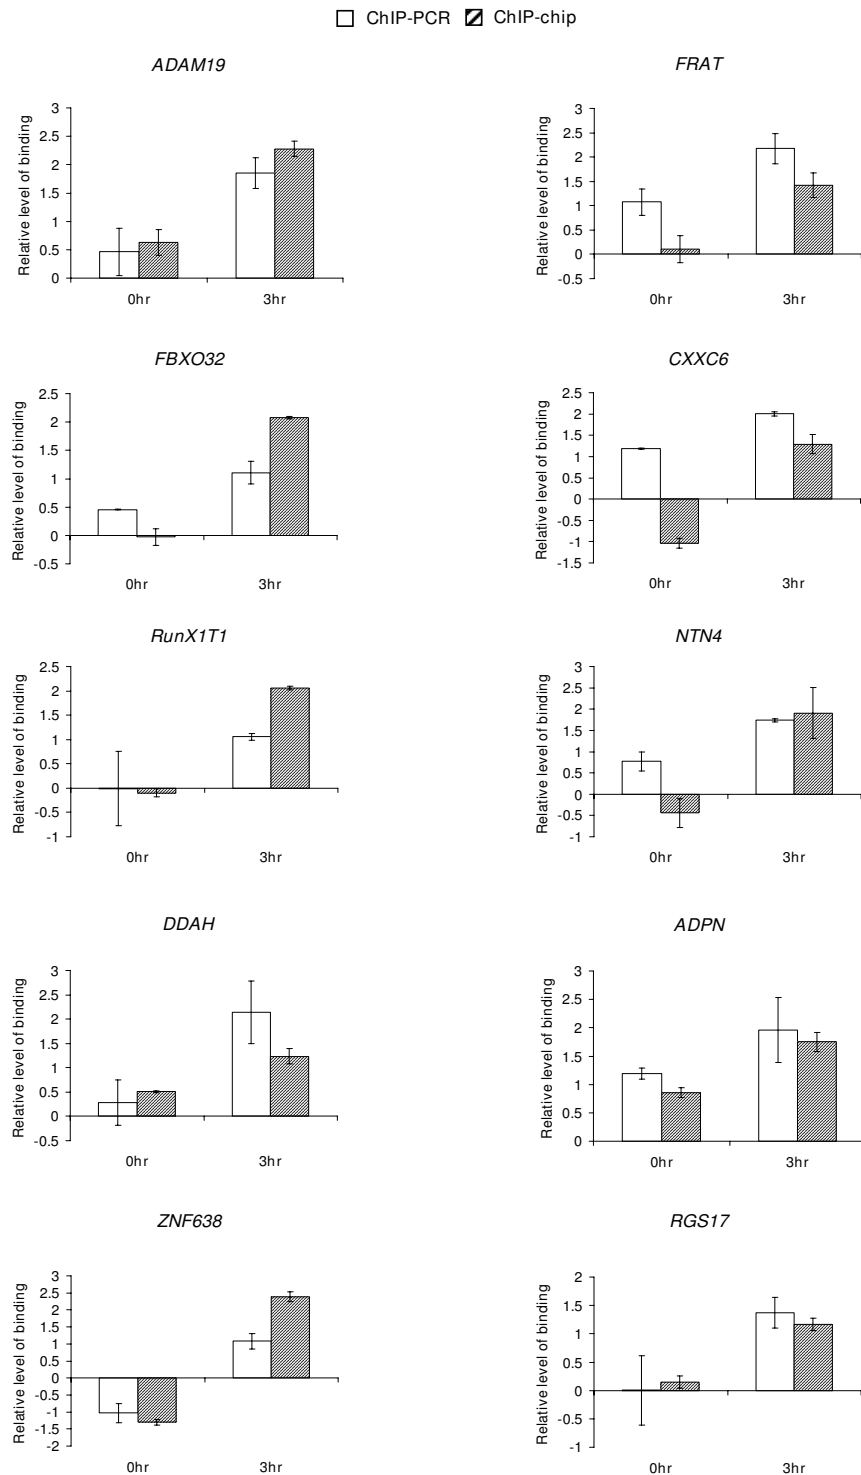 ChIP-PCR ChIP-chip
ADAM19
Relative level of binding
3
2.5
2
1.5
1
0.5
0
0hr 3hr
FRAT
Relative level of binding
3
2.5
2
1.5
1
0.5
0
-0.5
0hr 3hr
FBXO32
Relative level of binding
2.5
2
1.5
1
0.5
0
-0.5
0hr 3hr
CXXC6
Relative level of binding
2.5
2
1.5
1
0.5
0
-0.5
-1
-1.5
0hr 3hr
RunX1T1
Relative level of binding
2.5
2
1.5
1
0.5
0
-0.5
-1
0hr 3hr
NTN4
Relative level of binding
3
2.5
2
1.5
1
0.5
0
-0.5
-1
0hr 3hr
DDAH
Relative level of binding
3
2.5
2
1.5
1
0.5
0
-0.5
0hr 3hr
ADPN
Relative level of binding
3
2.5
2
1.5
1
0.5
0
0hr 3hr
ZNF638
Relative level of binding
3
2.5
2
1.5
1
0.5
0
-0.5
-1
-1.5
-2
0hr 3hr
RGS17
Relative level of binding
2
1.5
1
0.5
0
-0.5
-1
0hr 3hr